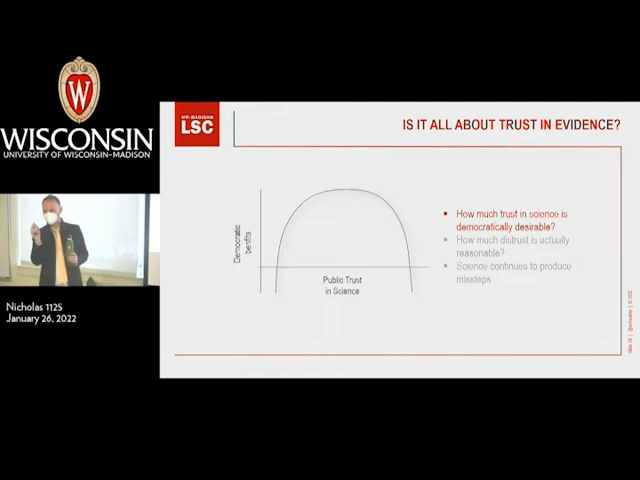 W
WISCONSIN
UNIVERSITY OF WISCONSIN-MADISON
Nicholas 1125
January 26, 2022
UW-MADISON
LSC
IS IT ALL ABOUT TRUST IN EVIDENCE?
Democratic
benifits
Public Trust
in Science
How much trust in science is
democratically desirable?
How much distrust is actually
reasonable?
Science continues to produce
missteps